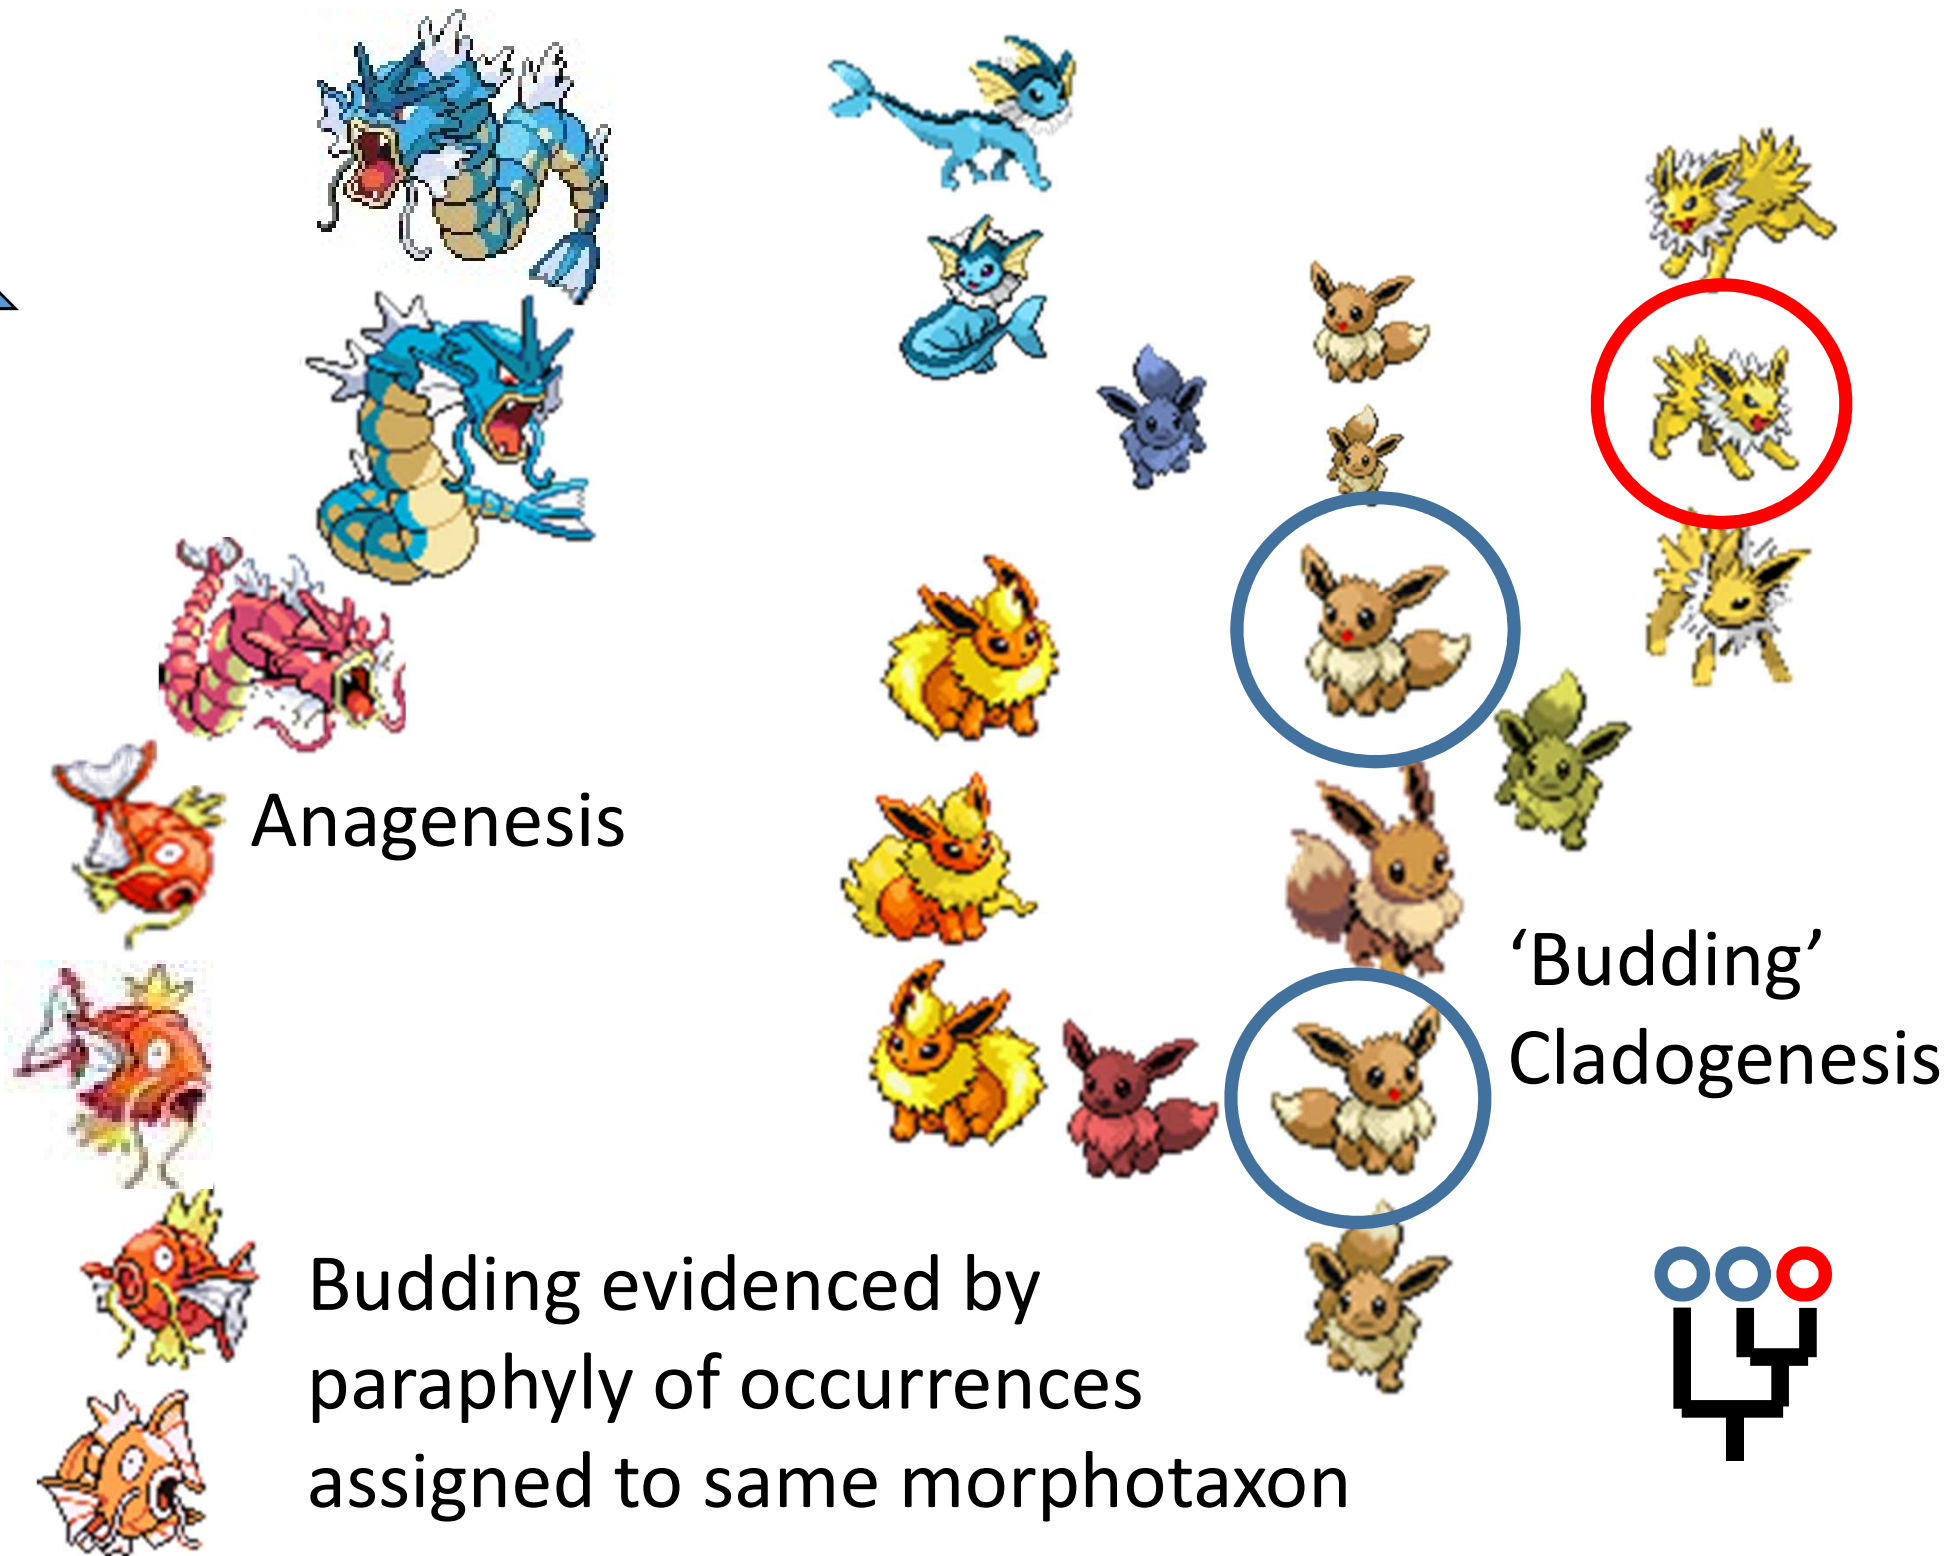 Anagenesis
‘Budding’
Cladogenesis
Budding evidenced by
paraphyly of occurrences
assigned to same morphotaxon